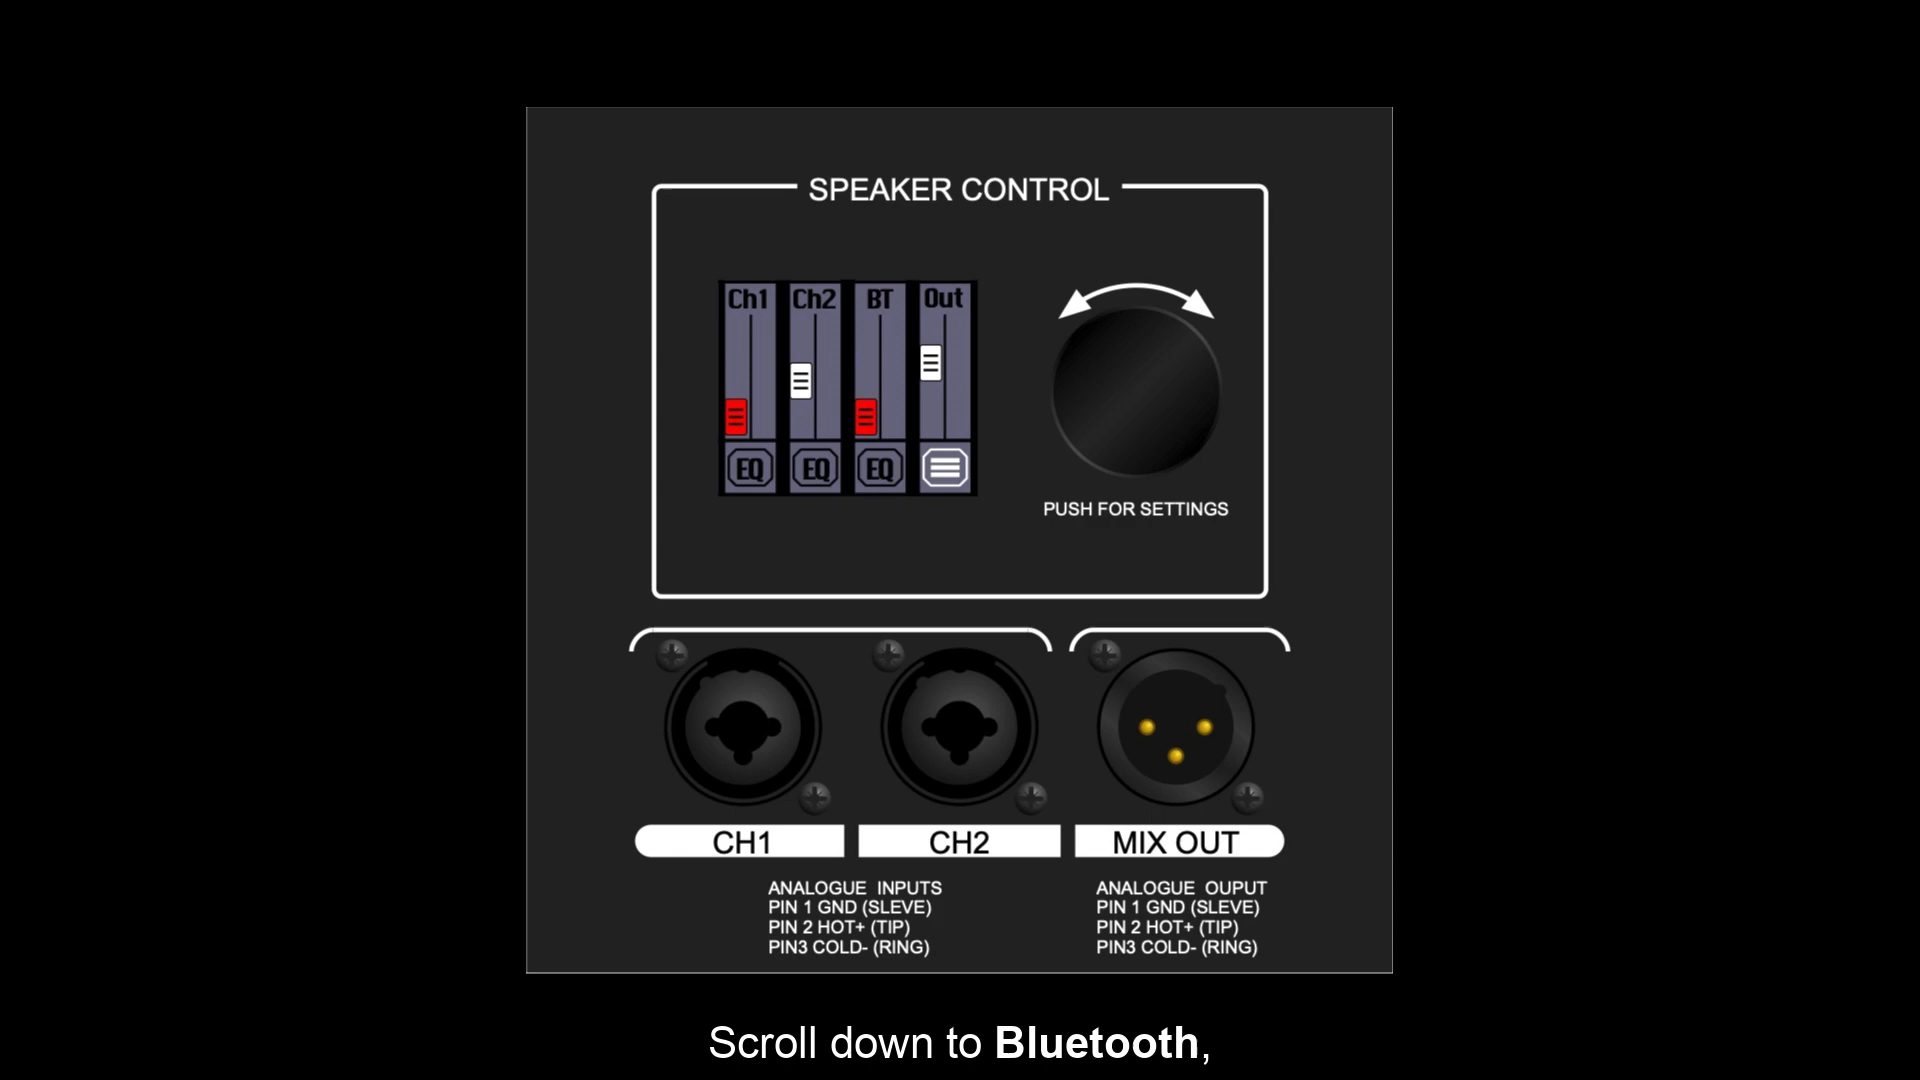 SPEAKER CONTROL
Ch1 Ch2 BT Out
EQ EQ EQ
PUSH FOR SETTINGS
CH1 CH2 MIX OUT
ANALOGUE INPUTS
PIN 1 GND (SLEVE)
PIN 2 HOT+ (TIP)
PIN3 COLD- (RING)
ANALOGUE OUPUT
PIN 1 GND (SLEVE)
PIN 2 HOT+ (TIP)
PIN3 COLD- (RING)
Scroll down to Bluetooth,